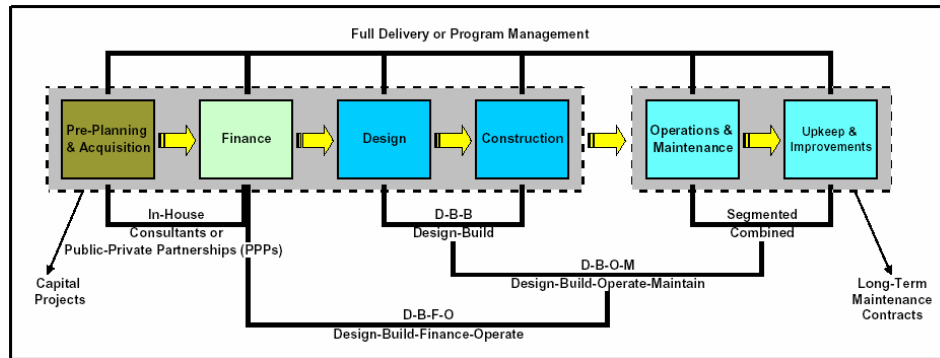 Full Delivery or Program Management
Pre-Planning
& Acquisition
Finance
Design
Construction
Operations &
Maintenance
Upkeep &
Improvements
In-House
Consultants or
Public-Private Partnerships (PPPs)
D-B-B
Design-Build
Segmented
Combined
D-B-O-M
Design-Build-Operate-Maintain
Capital
Projects
Long-Term
Maintenance
Contracts
D-B-F-O
Design-Build-Finance-Operate